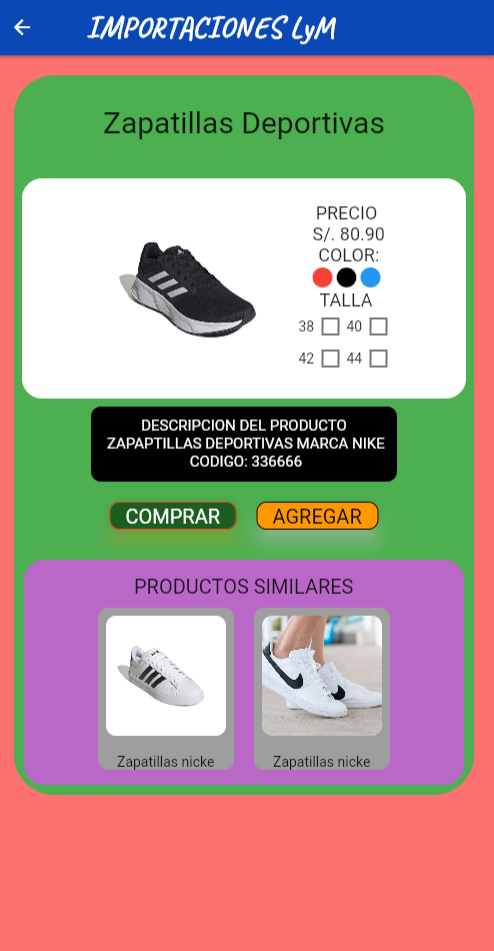 IMPORTACIONES LyM
Zapatillas Deportivas
PRECIO
S/. 80.90
COLOR:
TALLA
38 40
42 44
DESCRIPCION DEL PRODUCTO
ZAPAPTILLAS DEPORTIVAS MARCA NIKE
CODIGO: 336666
COMPRAR AGREGAR
PRODUCTOS SIMILARES
Zapatillas nicke Zapatillas nicke